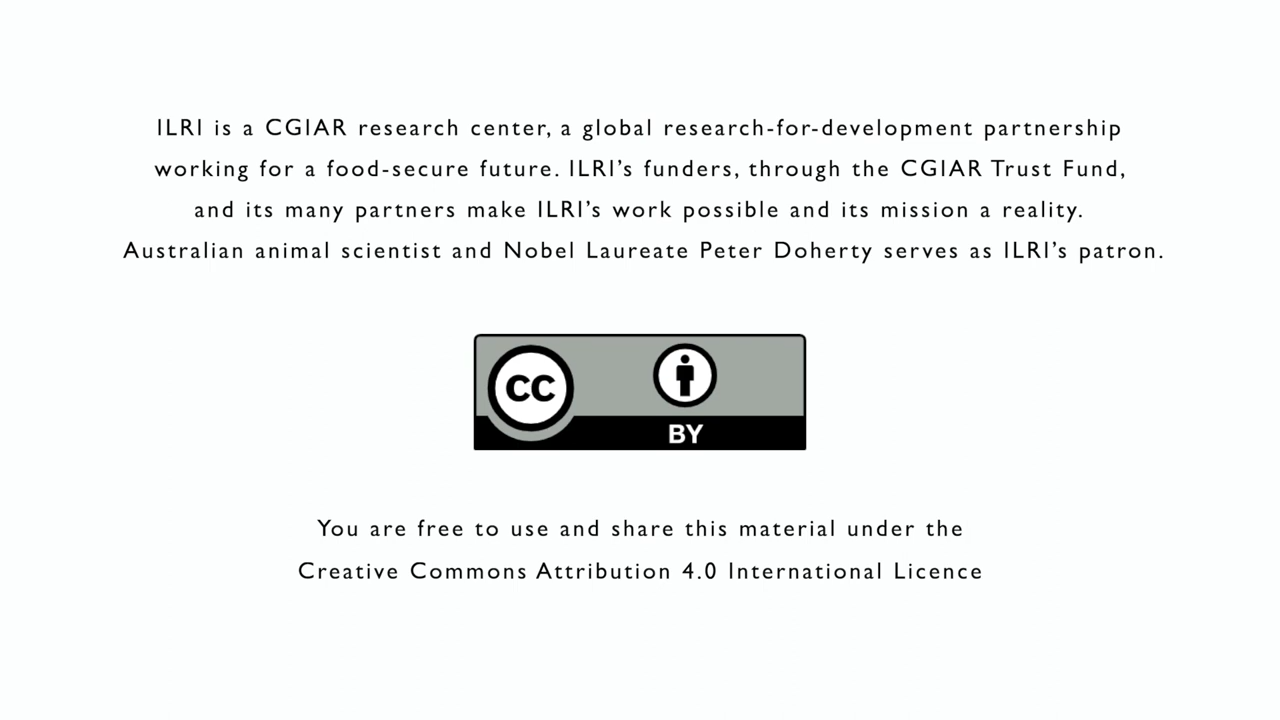 ILRI is a CGIAR research center, a global research-for-development partnership
working for a food-secure future. ILRI’s funders, through the CGIAR Trust Fund,
and its many partners make ILRI’s work possible and its mission a reality.
Australian animal scientist and Nobel Laureate Peter Doherty serves as ILRI’s patron.
CC
BY
You are free to use and share this material under the
Creative Commons Attribution 4.0 International Licence